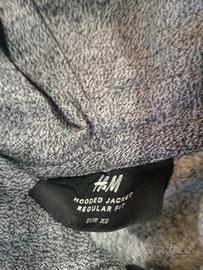 H&M
HOODED JACKET
REGULAR FIT
EUR XS